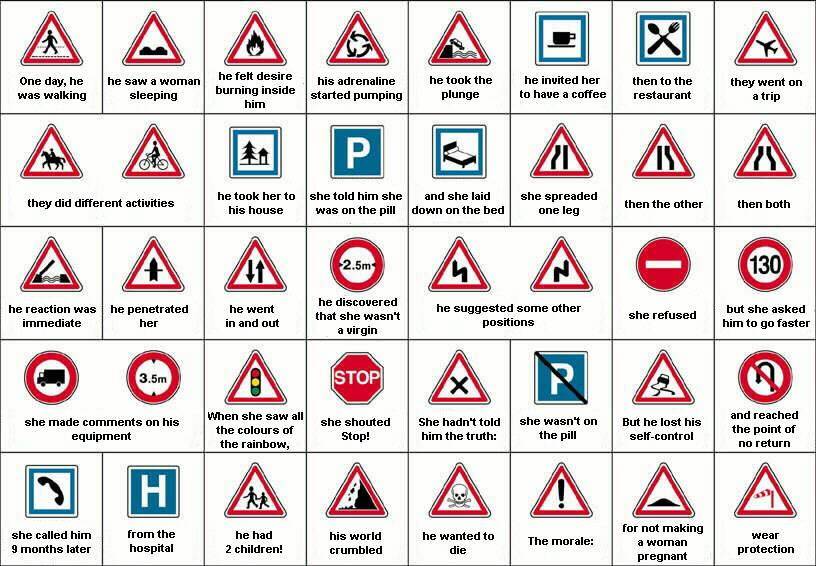 One day, he
was walking
he saw a woman
sleeping
he felt desire
burning inside
him
his adrenaline
started pumping
he took the
plunge
he invited her
to have a coffee
then to the
restaurant
they went on
a trip
they did different activities
he took her to
his house
P
she told him she
was on the pill
and she laid
down on the bed
she spreaded
one leg
then the other
then both
he reaction was
immediate
he penetrated
her
he went
in and out
2.5m
he discovered
that she wasn't
a virgin
he suggested some other
positions
she refused
130
but she asked
him to go faster
3.5m
she made comments on his
equipment
When she saw all
the colours of
the rainbow,
STOP
she shouted
Stop!
She hadn't told
him the truth:
P
she wasn't on
the pill
But he lost his
self-control
and reached
the point of
no return
she called him
9 months later
H
from the
hospital
he had
2 children!
his world
crumbled
he wanted to
die
!
The morale:
for not making
a woman
pregnant
wear
protection